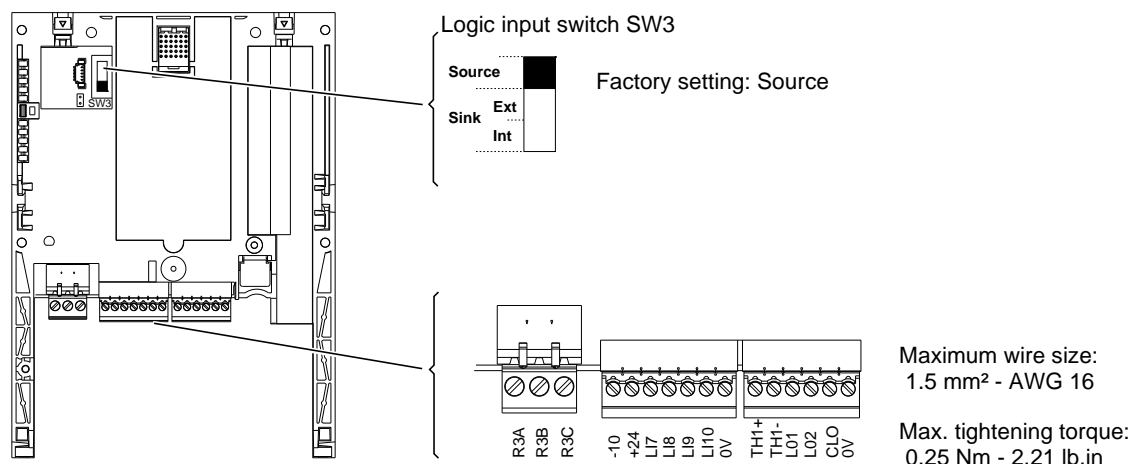 Logic input switch SW3
Source
Ext
Sink
Int
Factory setting: Source
SW3
R3A
R3B
R3C
-10
+24
LI7
LI8
LI9
LI10
0V
TH1+
TH1-
L01
L02
CLO
0V
Maximum wire size:
1.5 mm² - AWG 16
Max. tightening torque:
0.25 Nm - 2.21 lb.in